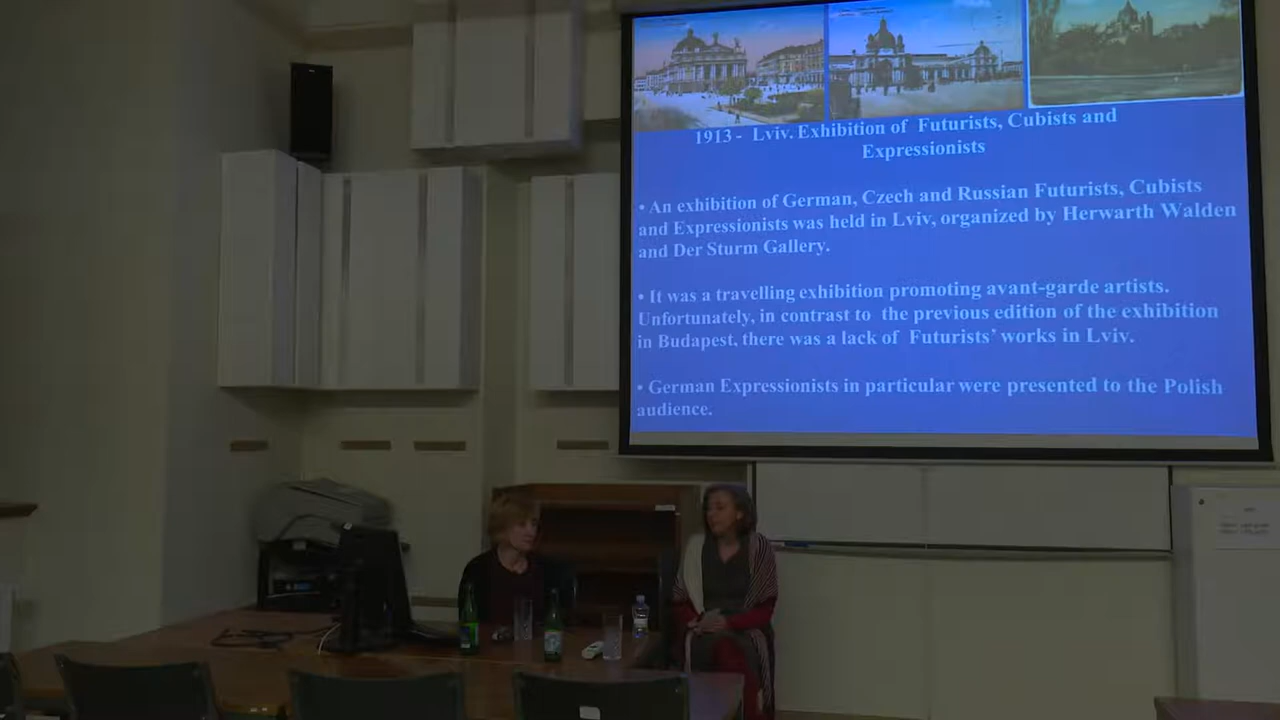 1913 - Lviv. Exhibition of Futurists, Cubists and
Expressionists
• An exhibition of German, Czech and Russian Futurists, Cubists
and Expressionists was held in Lviv, organized by Herwarth Walden
and Der Sturm Gallery.
• It was a travelling exhibition promoting avant-garde artists.
Unfortunately, in contrast to the previous edition of the exhibition
in Budapest, there was a lack of Futurists’ works in Lviv.
• German Expressionists in particular were presented to the Polish
audience.